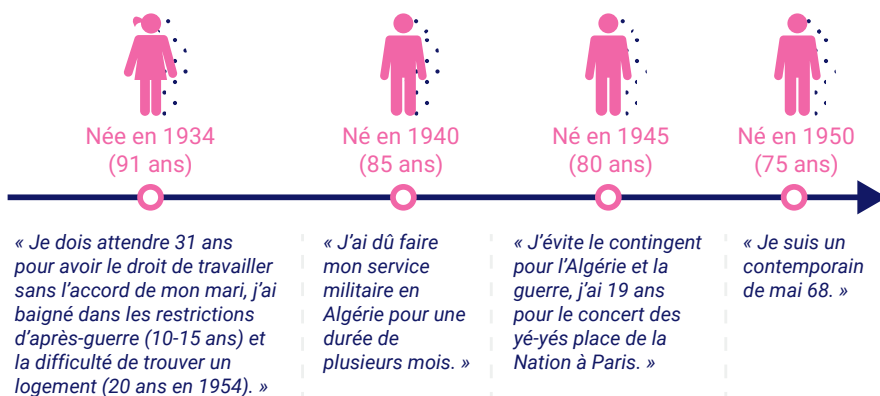 Née en 1934
(91 ans)
Né en 1940
(85 ans)
Né en 1945
(80 ans)
Né en 1950
(75 ans)
« Je dois attendre 31 ans
pour avoir le droit de travailler
sans l’accord de mon mari, j’ai
baigné dans les restrictions
d’après-guerre (10-15 ans) et
la difficulté de trouver un
logement (20 ans en 1954). »
« J’ai dû faire
mon service
militaire en
Algérie pour une
durée de
plusieurs mois. »
« J’évite le contingent
pour l’Algérie et la
guerre, j’ai 19 ans
pour le concert des
yé-yés place de la
Nation à Paris. »
« Je suis un
contemporain
de mai 68. »